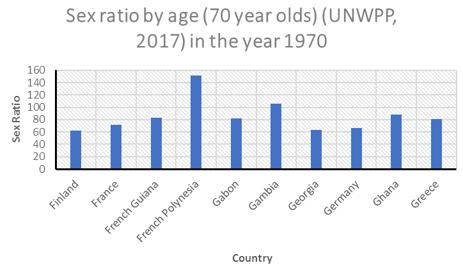 Sex ratio by age (70 year olds) (UNWPP,
2017) in the year 1970
160
140
120
100
80
60
40
20
0
Sex Ratio
Finland
France
French Guiana
French Polynesia
Gabon
Gambia
Georgia
Germany
Ghana
Greece
Country